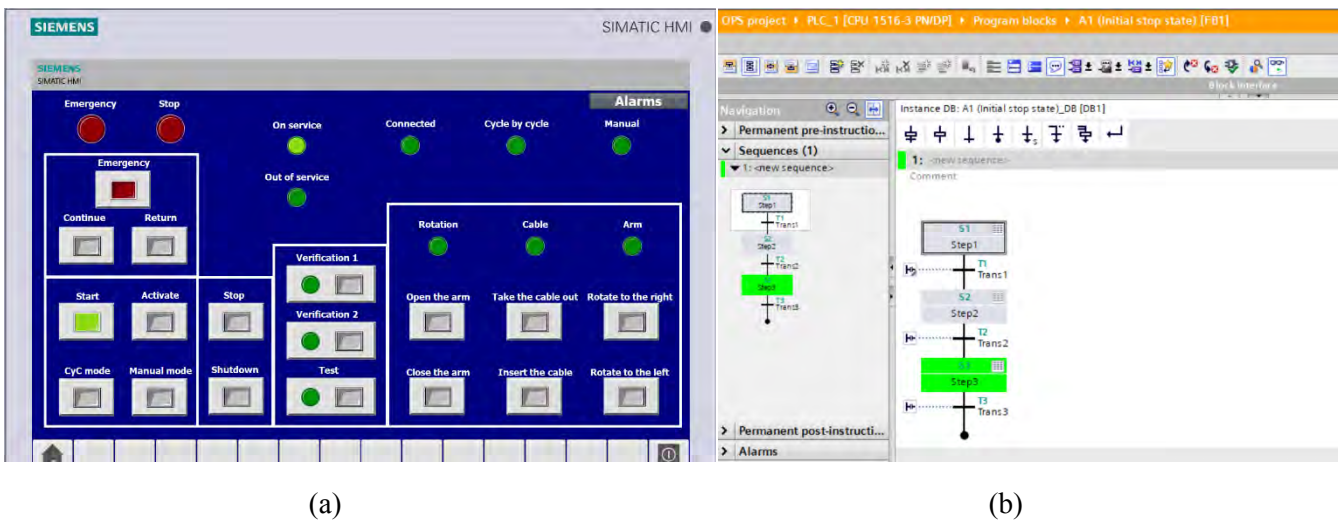 SIEMENS
SIMATIC HMI
SIEMENS
SIMATIC HMI
Alarms
Emergency Stop
On service Connected Cycle by cycle Manual
Emergency
Out of service
Continue Return
Rotation Cable Arm
Verification 1
Start Activate Stop
Open the arm Take the cable out Rotate to the right
Verification 2
CyC mode Manual mode Shutdown Test
Close the arm Insert the cable Rotate to the left
(a)
OPS project PLC_1 [CPU 1516-3 PN/DP] Program blocks A1 (Initial stop state) [FB1]
Block interface
Navigation
Instance DB: A1 (Initial stop state)_DB [DB1]
Permanent pre-instructio...
Sequences (1)
1: <new sequence>
S1
Step1
T1
Trans1
S2
Step2
T2
Trans2
Step3
T3
Trans3
Permanent post-instructi...
Alarms
1: <new sequence>
Comment
S1
Step1
T1
Trans1
S2
Step2
T2
Trans2
S3
Step3
T3
Trans3
(b)